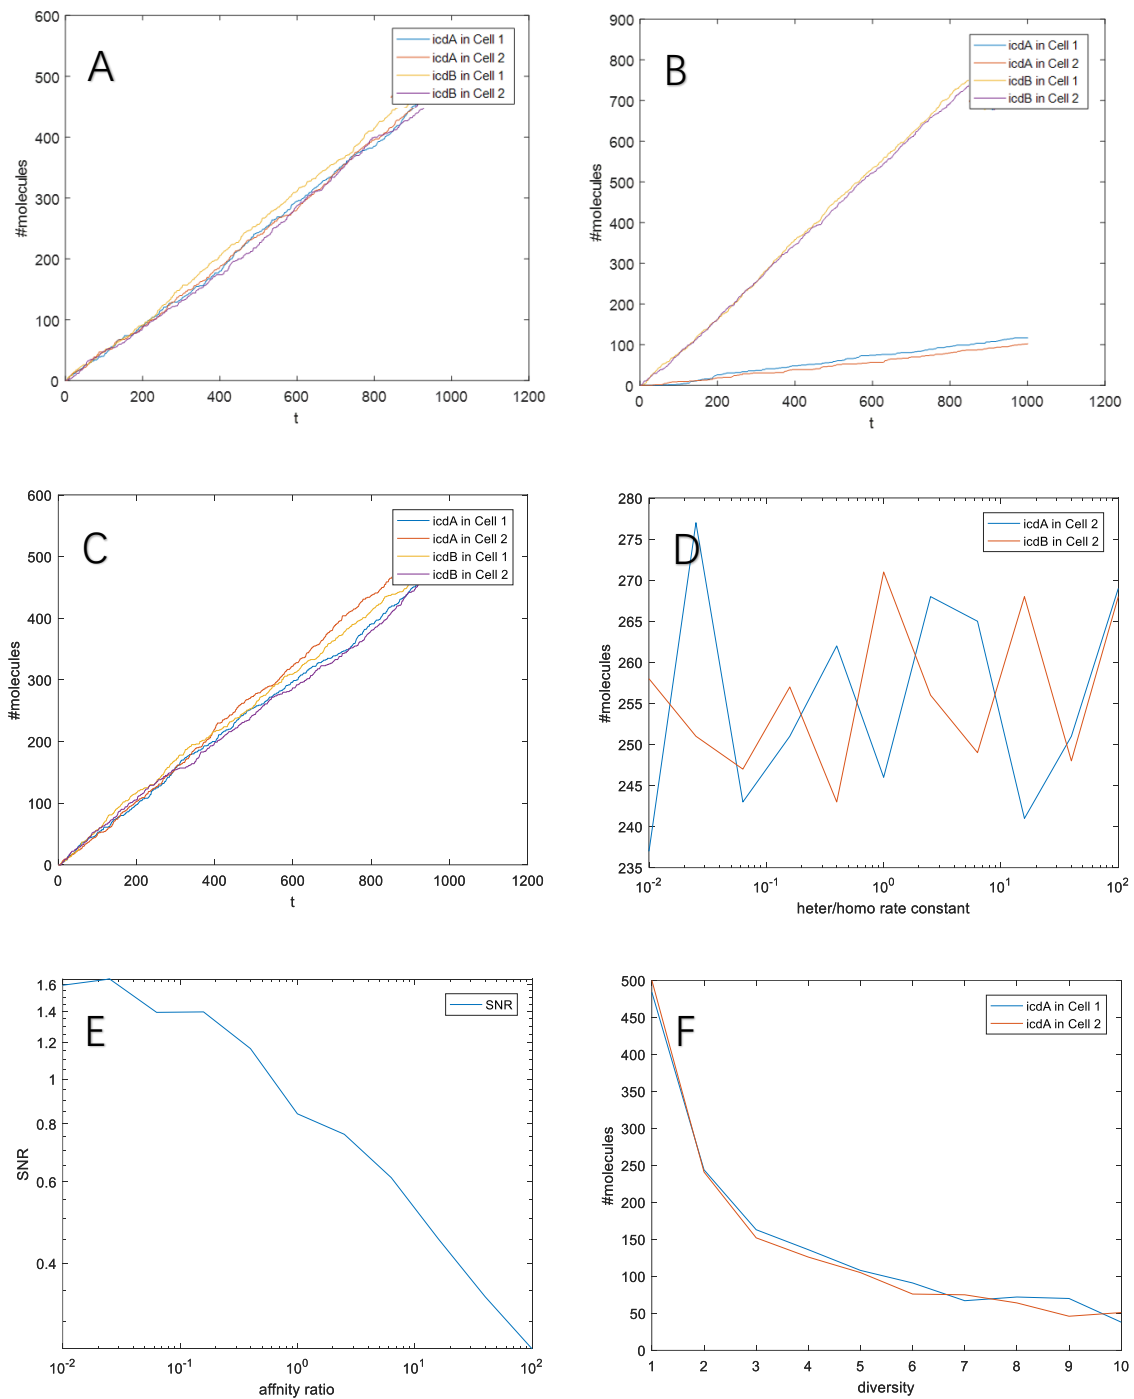 A
600
500
400
300
200
100
0
#molecules
icdA in Cell 1
icdA in Cell 2
icdB in Cell 1
icdB in Cell 2
0 200 400 600 800 1000 1200
t
B
900
800
700
600
500
400
300
200
100
0
#molecules
icdA in Cell 1
icdA in Cell 2
icdB in Cell 1
icdB in Cell 2
0 200 400 600 800 1000 1200
t
C
600
500
400
300
200
100
0
#molecules
icdA in Cell 1
icdA in Cell 2
icdB in Cell 1
icdB in Cell 2
0 200 400 600 800 1000 1200
t
D
280
275
270
265
260
255
250
245
240
235
#molecules
icdA in Cell 2
icdB in Cell 2
10-2 10-1 100 101 102
heter/homo rate constant
E
1.6
1.4
1.2
1
0.8
0.6
0.4
SNR
SNR
10-2 10-1 100 101 102
affnity ratio
F
500
450
400
350
300
250
200
150
100
50
0
#molecules
icdA in Cell 1
icdA in Cell 2
1 2 3 4 5 6 7 8 9 10
diversity